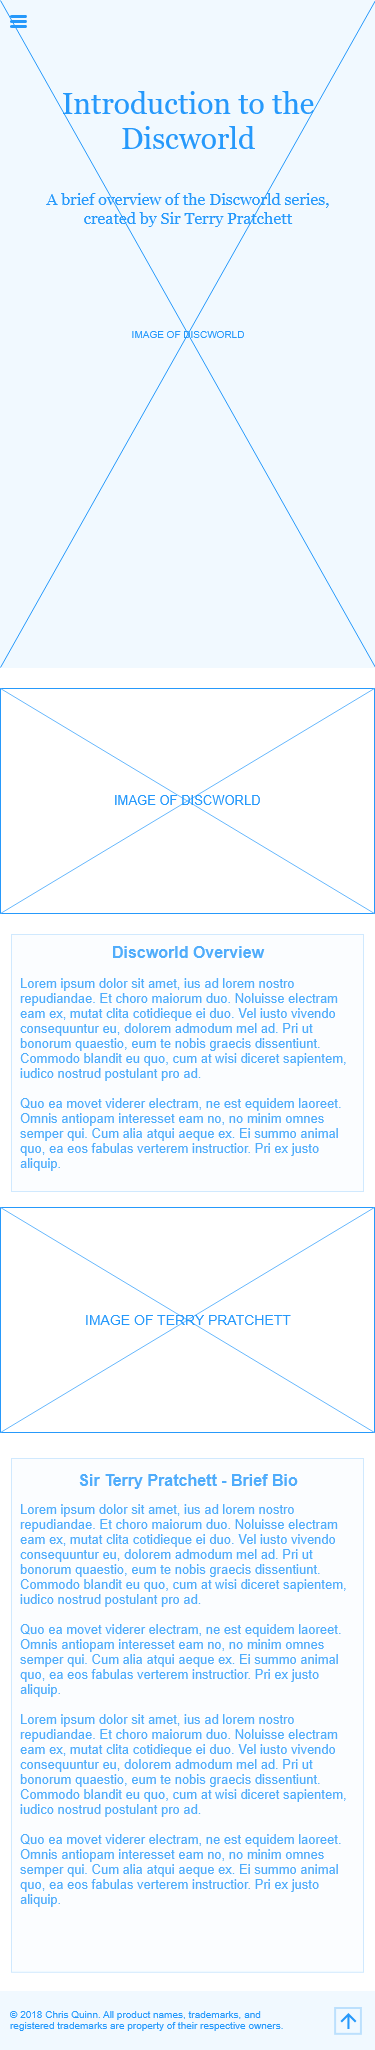 Introduction to the
Discworld
A brief overview of the Discworld series,
created by Sir Terry Pratchett
IMAGE OF DISCWORLD
IMAGE OF DISCWORLD
Discworld Overview
Lorem ipsum dolor sit amet, ius ad lorem nostro
repudiandae. Et choro maiorum duo. Noluisse electram
eam ex, mutat clita cotidieque ei duo. Vel iusto vivendo
consequuntur eu, dolorem admodum mel ad. Pri ut
bonorum quaestio, eum te nobis graecis dissentiunt.
Commodo blandit eu quo, cum at wisi diceret sapientem,
iudico nostrud postulant pro ad.
Quo ea movet viderer electram, ne est equidem laoreet.
Omnis antiopam interesset eam no, no minim omnes
semper qui. Cum alia atqui aeque ex. Ei summo animal
quo, ea eos fabulas verterem instructior. Pri ex justo
aliquip.
IMAGE OF TERRY PRATCHETT
Sir Terry Pratchett - Brief Bio
Lorem ipsum dolor sit amet, ius ad lorem nostro
repudiandae. Et choro maiorum duo. Noluisse electram
eam ex, mutat clita cotidieque ei duo. Vel iusto vivendo
consequuntur eu, dolorem admodum mel ad. Pri ut
bonorum quaestio, eum te nobis graecis dissentiunt.
Commodo blandit eu quo, cum at wisi diceret sapientem,
iudico nostrud postulant pro ad.
Quo ea movet viderer electram, ne est equidem laoreet.
Omnis antiopam interesset eam no, no minim omnes
semper qui. Cum alia atqui aeque ex. Ei summo animal
quo, ea eos fabulas verterem instructior. Pri ex justo
aliquip.
Lorem ipsum dolor sit amet, ius ad lorem nostro
repudiandae. Et choro maiorum duo. Noluisse electram
eam ex, mutat clita cotidieque ei duo. Vel iusto vivendo
consequuntur eu, dolorem admodum mel ad. Pri ut
bonorum quaestio, eum te nobis graecis dissentiunt.
Commodo blandit eu quo, cum at wisi diceret sapientem,
iudico nostrud postulant pro ad.
Quo ea movet viderer electram, ne est equidem laoreet.
Omnis antiopam interesset eam no, no minim omnes
semper qui. Cum alia atqui aeque ex. Ei summo animal
quo, ea eos fabulas verterem instructior. Pri ex justo
aliquip.
© 2018 Chris Quinn. All product names, trademarks, and
registered trademarks are property of their respective owners.